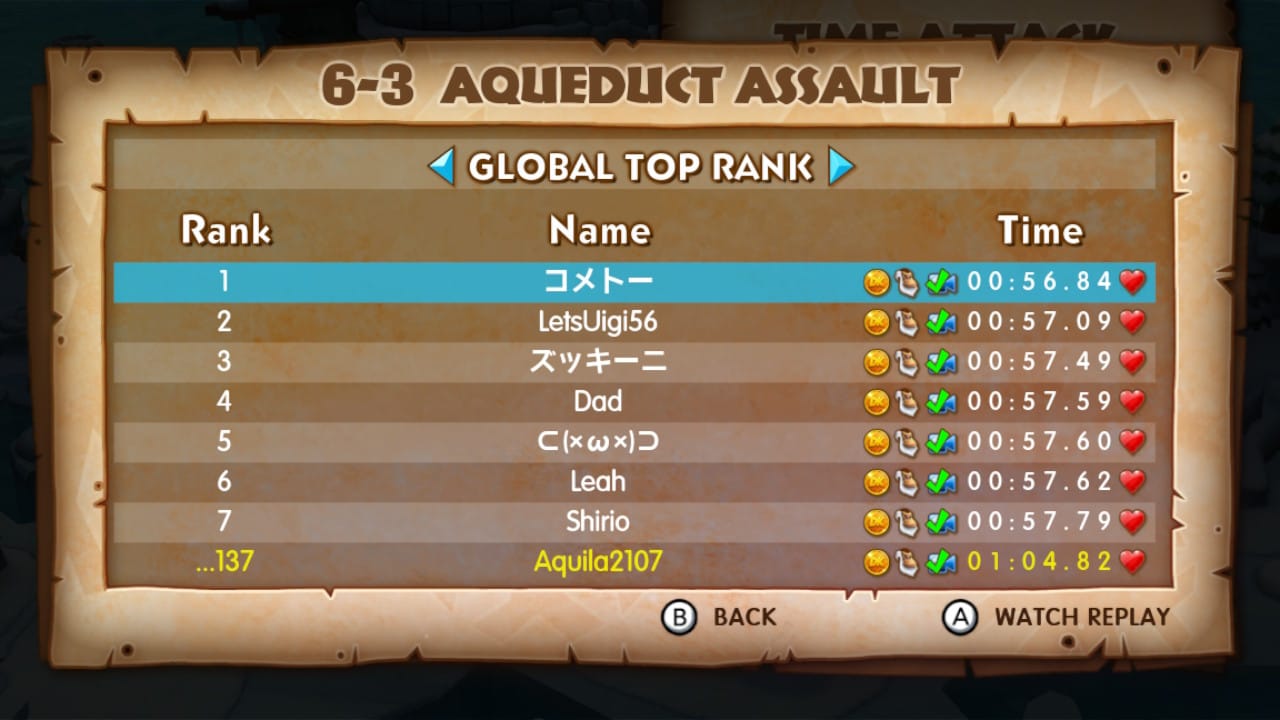 TIME ATTACK
6-3 AQUEDUCT ASSAULT
GLOBAL TOP RANK
Rank Name Time
1 コメトー 00:56.84
2 LetsUigi56 00:57.09
3 ズッキーニ 00:57.49
4 Dad 00:57.59
5 ⊂(×ω×)⊃ 00:57.60
6 Leah 00:57.62
7 Shirio 00:57.79
...137 Aquila2107 01:04.82
B BACK A WATCH REPLAY